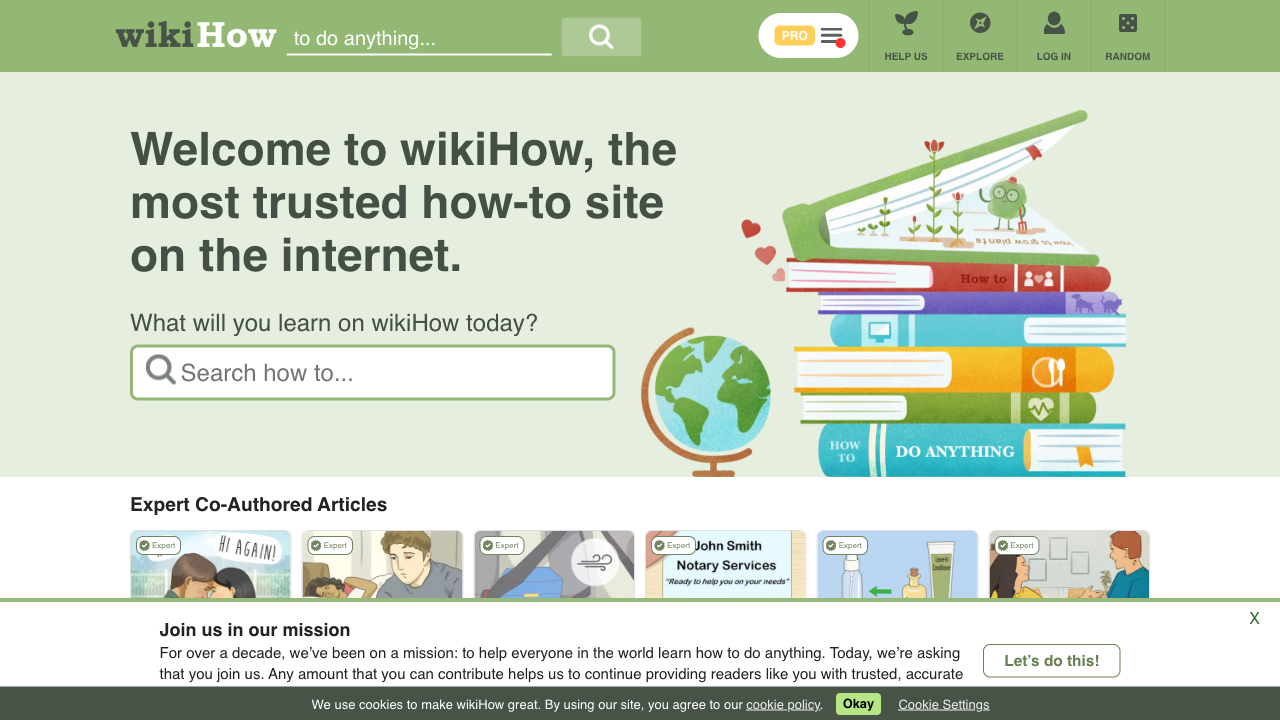 wikiHow
to do anything...
PRO
HELP US
EXPLORE
LOG IN
RANDOM
Welcome to wikiHow, the
most trusted how-to site
on the internet.
What will you learn on wikiHow today?
Search how to...
how to grow plants
How to
HOW
TO
DO ANYTHING
Expert Co-Authored Articles
Expert
HI AGAIN!
Expert
Expert
Expert
John Smith
Notary Services
"Ready to help you on your needs"
Expert
Leave-in
Conditioner
Expert
X
Join us in our mission
For over a decade, we've been on a mission: to help everyone in the world learn how to do anything. Today, we're asking
that you join us. Any amount that you can contribute helps us to continue providing readers like you with trusted, accurate
Let's do this!
We use cookies to make wikiHow great. By using our site, you agree to our cookie policy.
Okay
Cookie Settings